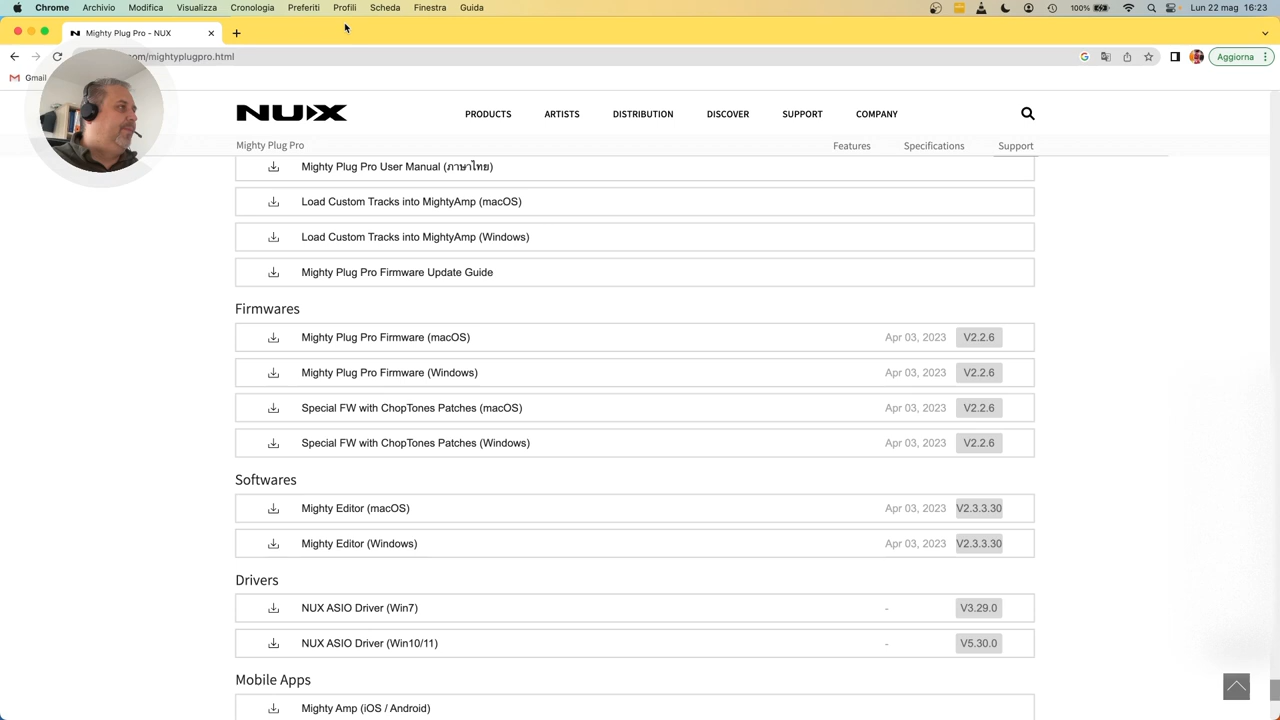 Chrome Archivio Modifica Visualizza Cronologia Preferiti Profili Scheda Finestra Guida 100% Lun 22 mag 16:23
Mighty Plug Pro - NUX
om/mightyplugpro.html Aggiorna
Gmail
NUX PRODUCTS ARTISTS DISTRIBUTION DISCOVER SUPPORT COMPANY
Mighty Plug Pro Features Specifications Support
Mighty Plug Pro User Manual (ภาษาไทย)
Load Custom Tracks into MightyAmp (macOS)
Load Custom Tracks into MightyAmp (Windows)
Mighty Plug Pro Firmware Update Guide
Firmwares
Mighty Plug Pro Firmware (macOS) Apr 03, 2023 V2.2.6
Mighty Plug Pro Firmware (Windows) Apr 03, 2023 V2.2.6
Special FW with ChopTones Patches (macOS) Apr 03, 2023 V2.2.6
Special FW with ChopTones Patches (Windows) Apr 03, 2023 V2.2.6
Softwares
Mighty Editor (macOS) Apr 03, 2023 V2.3.3.30
Mighty Editor (Windows) Apr 03, 2023 V2.3.3.30
Drivers
NUX ASIO Driver (Win7) - V3.29.0
NUX ASIO Driver (Win10/11) - V5.30.0
Mobile Apps
Mighty Amp (iOS / Android)